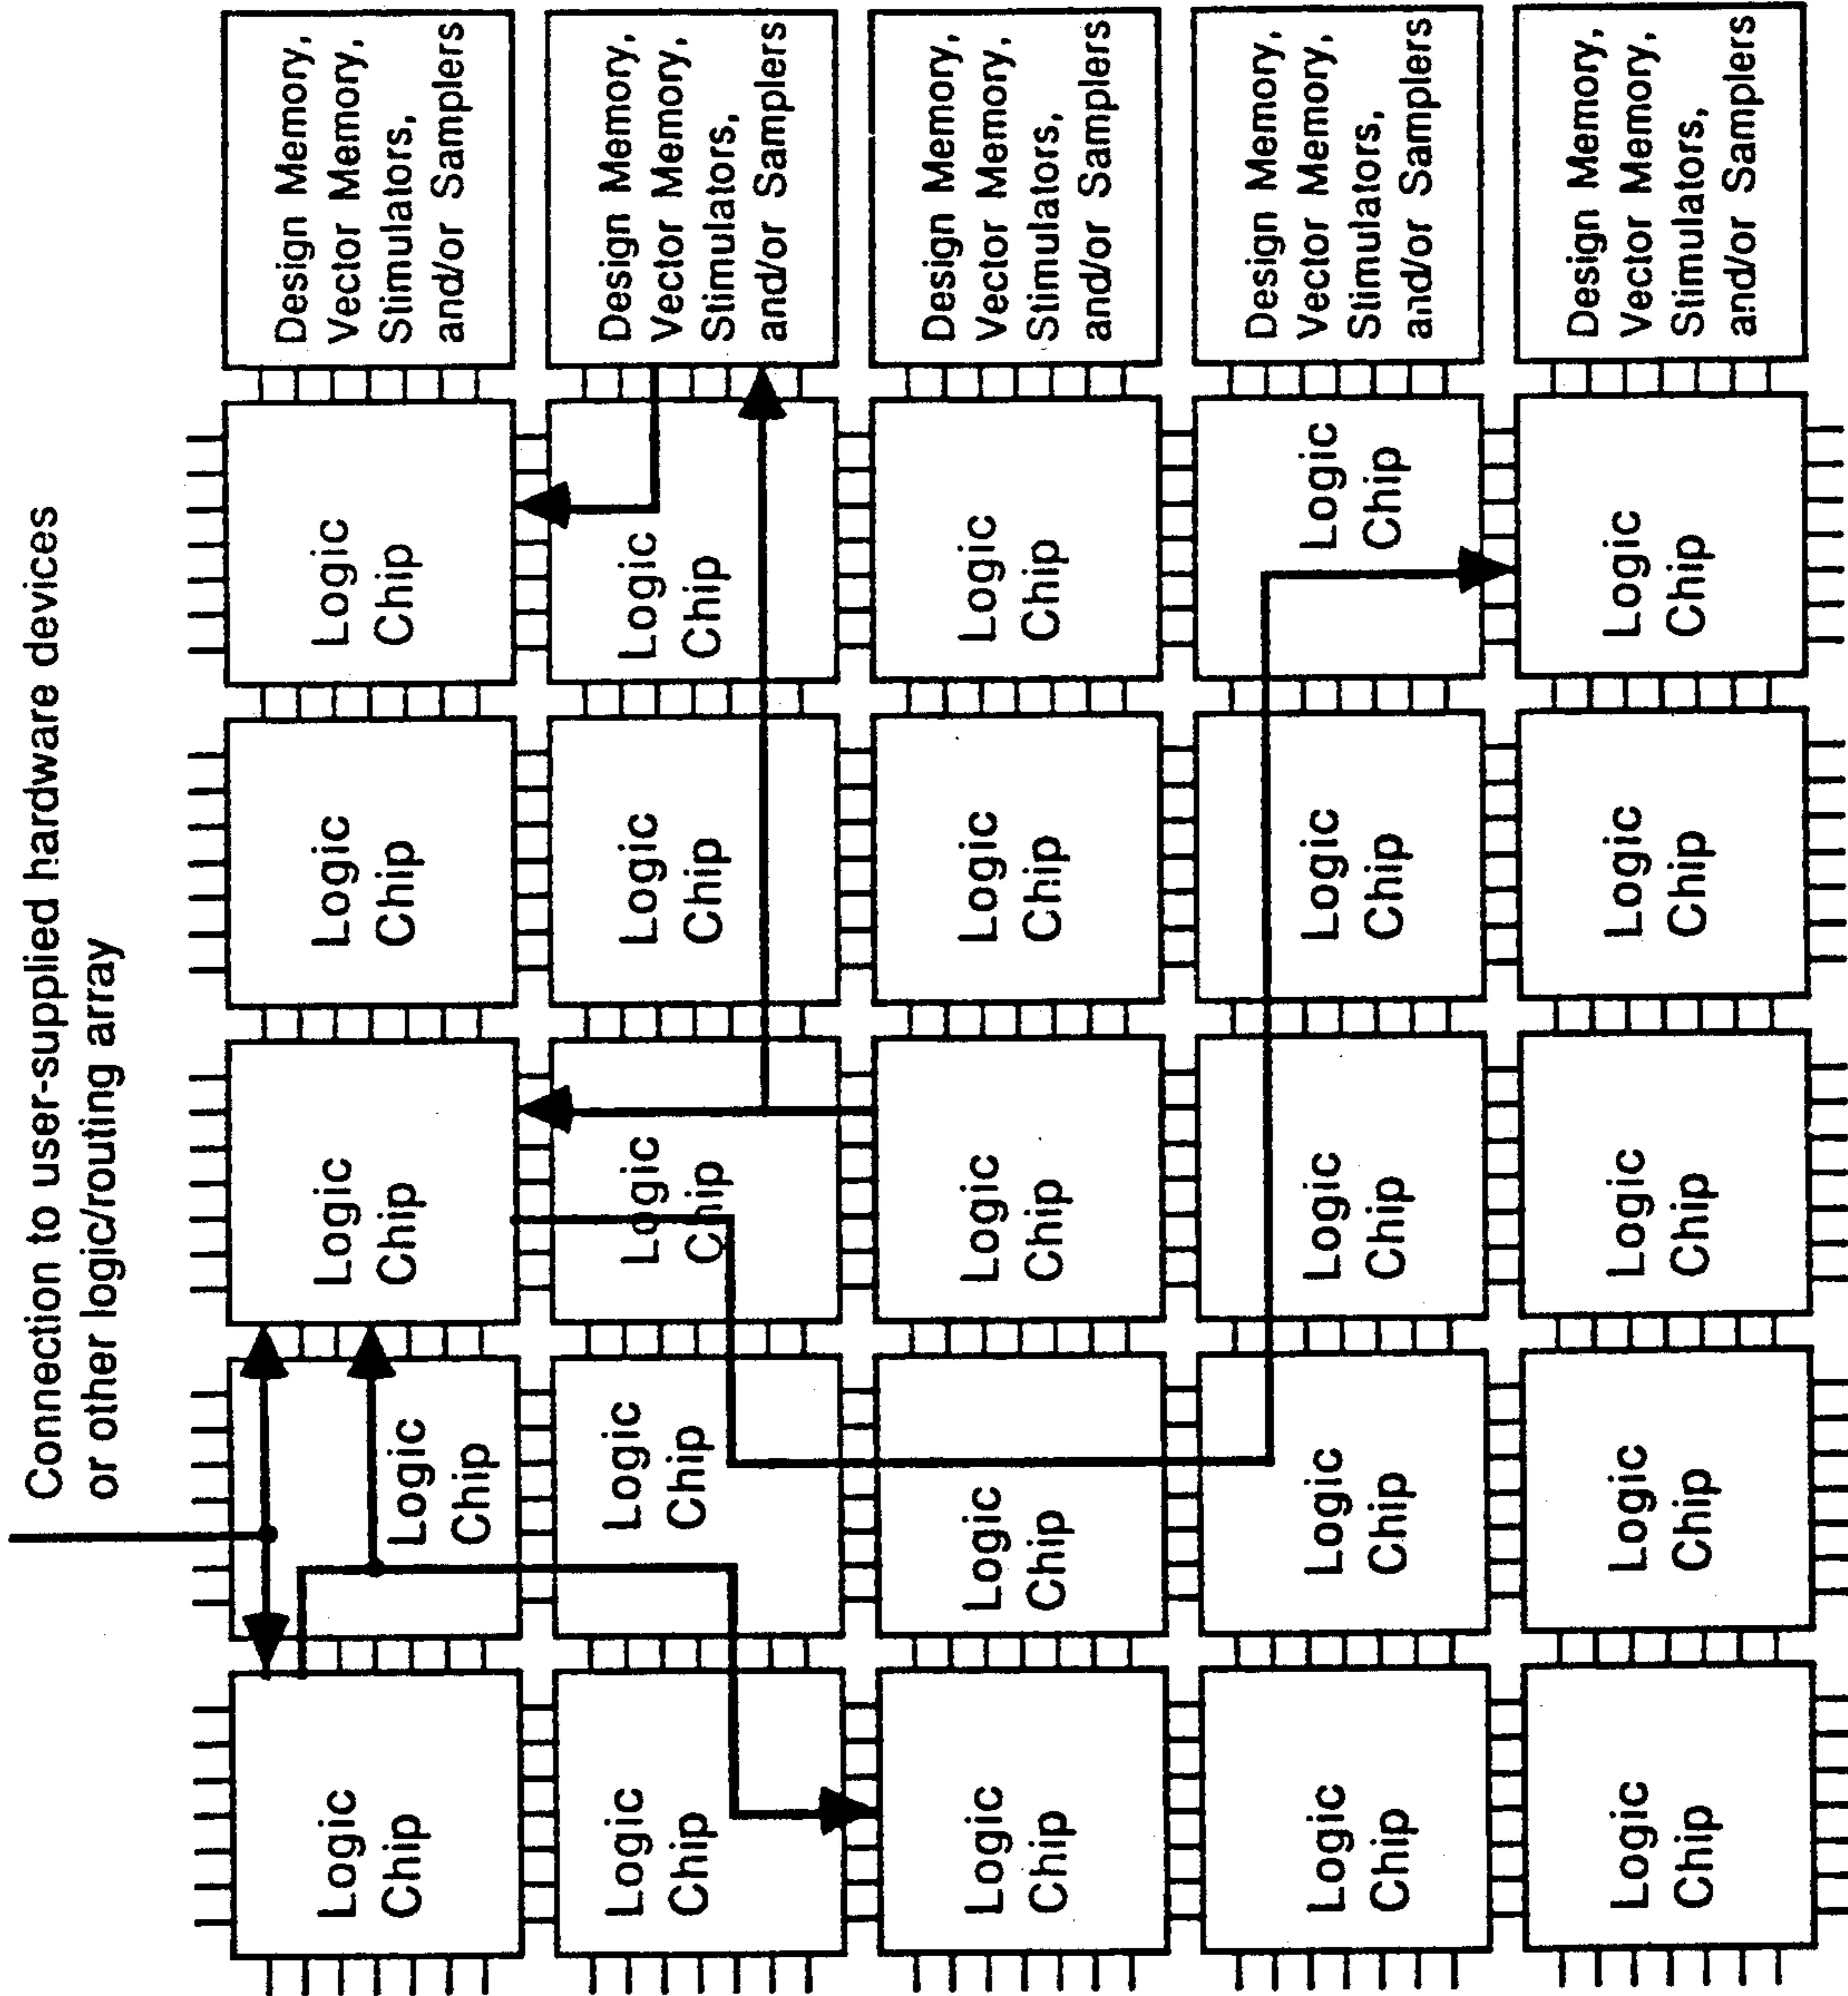 Connection to user-supplied hardware devices
or other logic/routing array
Logic
Chip
Logic
Chip
Logic
Chip
Logic
Chip
Logic
Chip
Design Memory,
Vector Memory,
Stimulators,
and/or Samplers
Logic
Chip
Logic
Chip
Logic
Chip
Logic
Chip
Logic
Chip
Design Memory,
Vector Memory,
Stimulators,
and/or Samplers
Logic
Chip
Logic
Chip
Logic
Chip
Logic
Chip
Logic
Chip
Design Memory,
Vector Memory,
Stimulators,
and/or Samplers
Logic
Chip
Logic
Chip
Logic
Chip
Logic
Chip
Logic
Chip
Design Memory,
Vector Memory,
Stimulators,
and/or Samplers
Logic
Chip
Logic
Chip
Logic
Chip
Logic
Chip
Logic
Chip
Design Memory,
Vector Memory,
Stimulators,
and/or Samplers